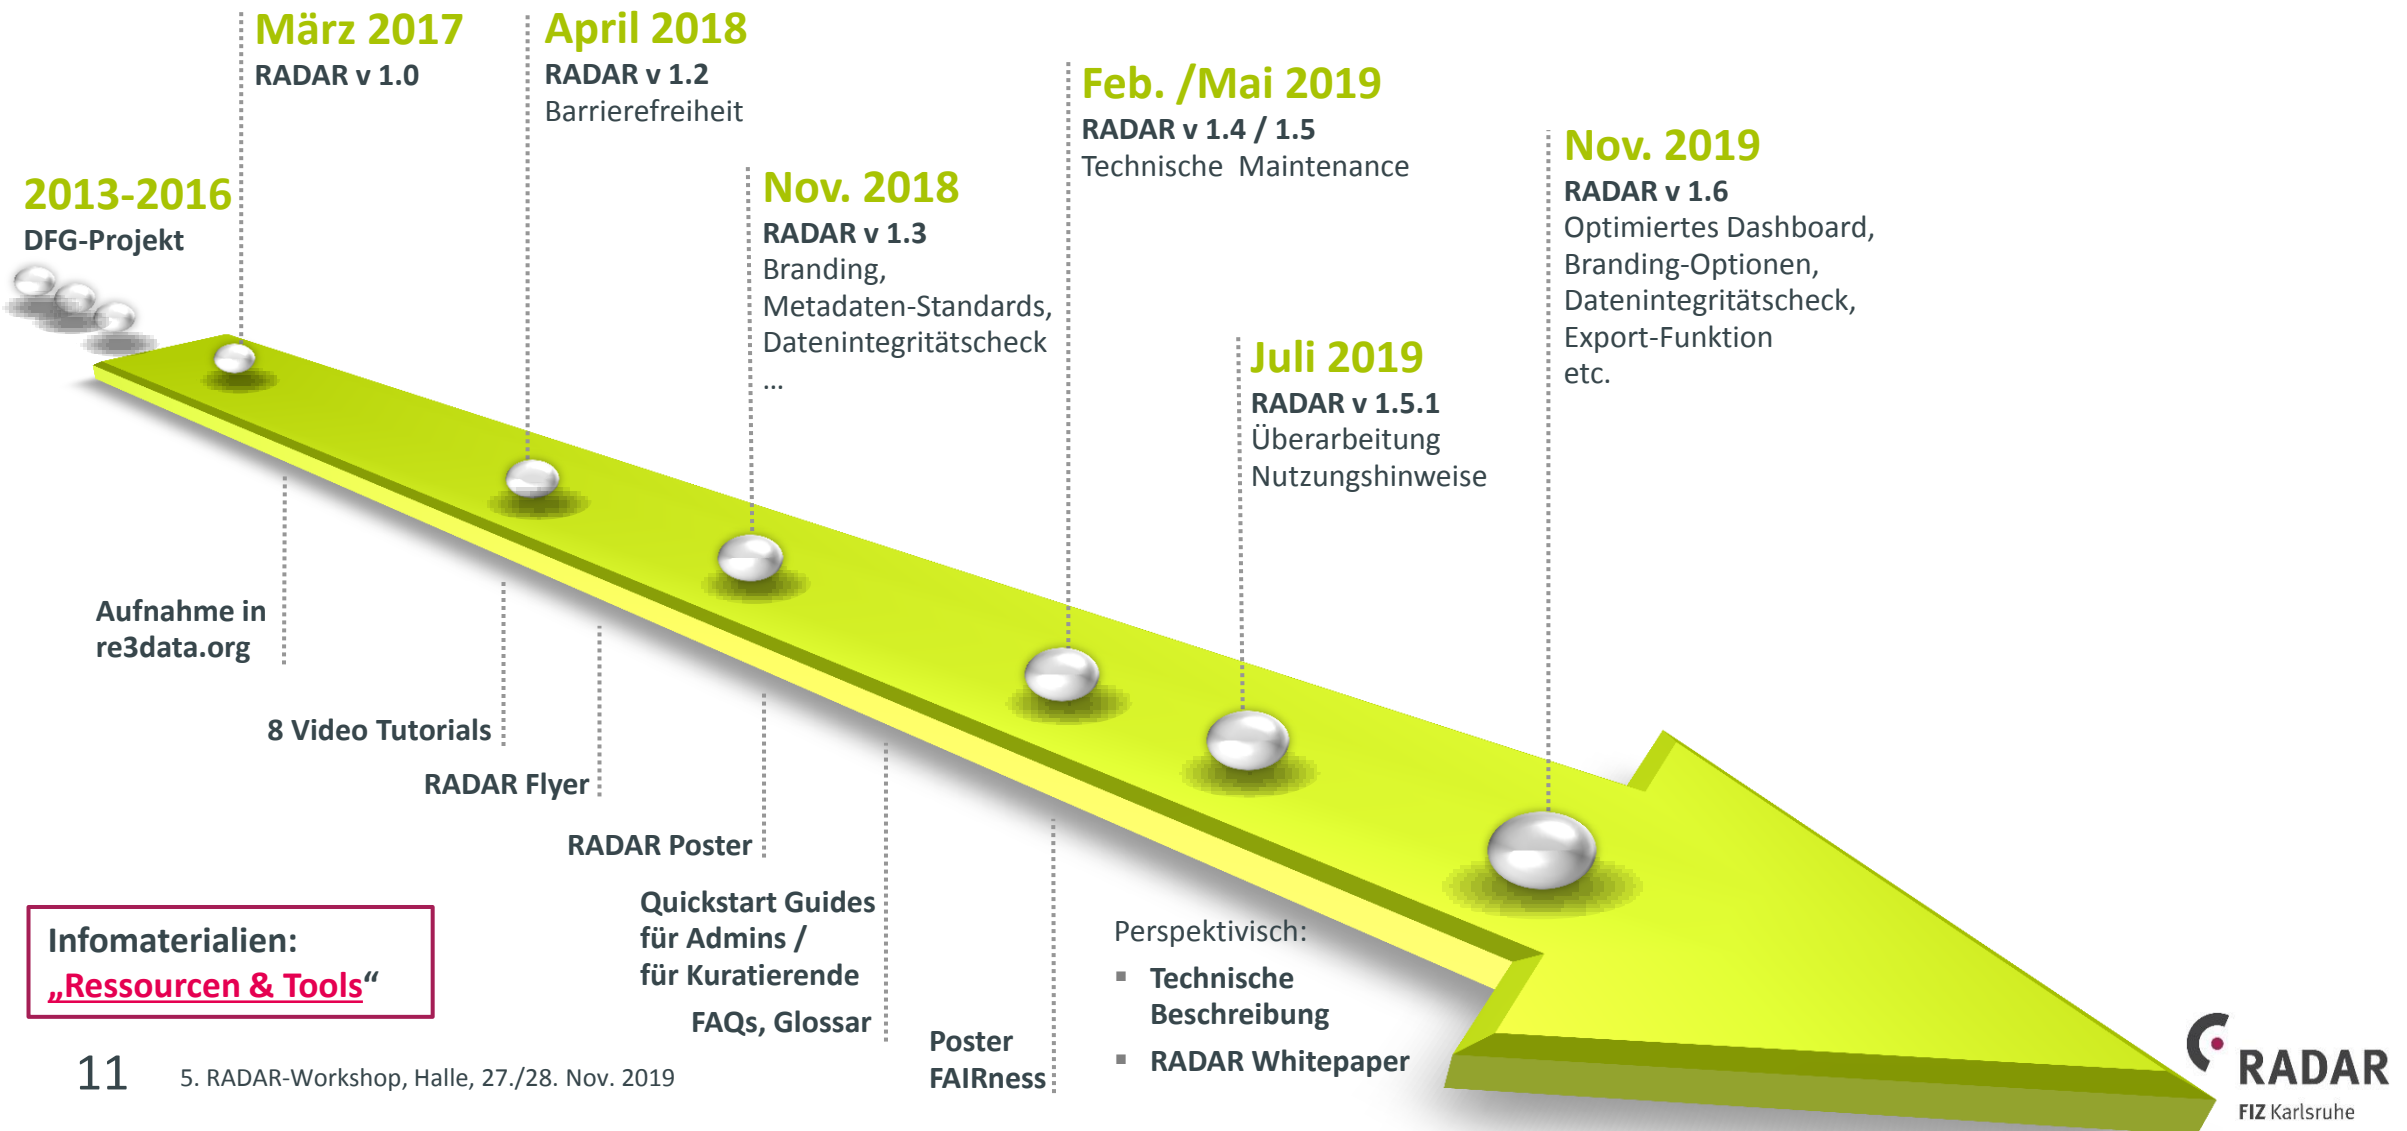 März 2017
RADAR v 1.0
April 2018
RADAR v 1.2
Barrierefreiheit
Feb. /Mai 2019
RADAR v 1.4 / 1.5
Technische Maintenance
Nov. 2019
RADAR v 1.6
Optimiertes Dashboard,
Branding-Optionen,
Datenintegritätscheck,
Export-Funktion
etc.
2013-2016
DFG-Projekt
Nov. 2018
RADAR v 1.3
Branding,
Metadaten-Standards,
Datenintegritätscheck
...
Juli 2019
RADAR v 1.5.1
Überarbeitung
Nutzungshinweise
Aufnahme in
re3data.org
8 Video Tutorials
RADAR Flyer
RADAR Poster
Quickstart Guides
für Admins /
für Kuratierende
FAQs, Glossar
Poster
FAIRness
Perspektivisch:
▪ Technische
Beschreibung
▪ RADAR Whitepaper
Infomaterialien:
„Ressourcen & Tools“
11
5. RADAR-Workshop, Halle, 27./28. Nov. 2019
RADAR
FIZ Karlsruhe